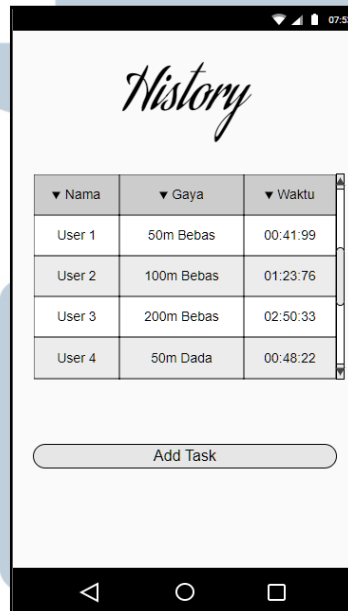 History
▼ Nama ▼ Gaya ▼ Waktu
User 1 50m Bebas 00:41:99
User 2 100m Bebas 01:23:76
User 3 200m Bebas 02:50:33
User 4 50m Dada 00:48:22
Add Task